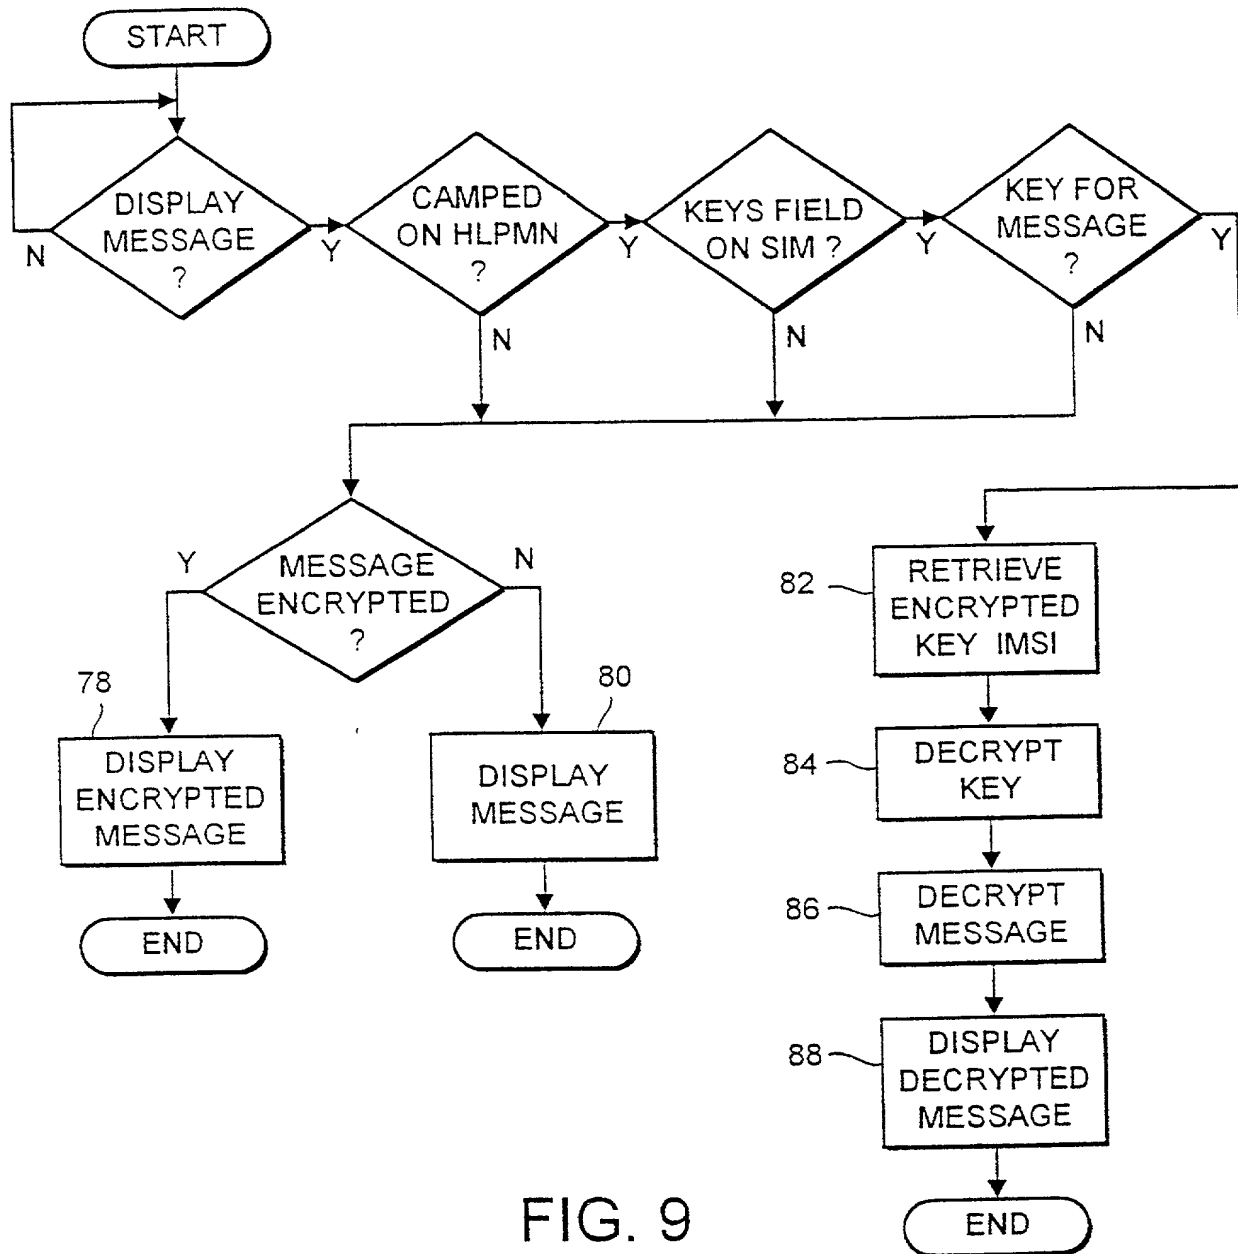 START
DISPLAY
MESSAGE
?
N
Y
CAMPED
ON HLPMN
?
Y
N
KEYS FIELD
ON SIM ?
Y
N
KEY FOR
MESSAGE
?
Y
N
MESSAGE
ENCRYPTED
?
Y
N
78
DISPLAY
ENCRYPTED
MESSAGE
END
80
DISPLAY
MESSAGE
END
82
RETRIEVE
ENCRYPTED
KEY IMSI
84
DECRYPT
KEY
86
DECRYPT
MESSAGE
88
DISPLAY
DECRYPTED
MESSAGE
END
FIG. 9